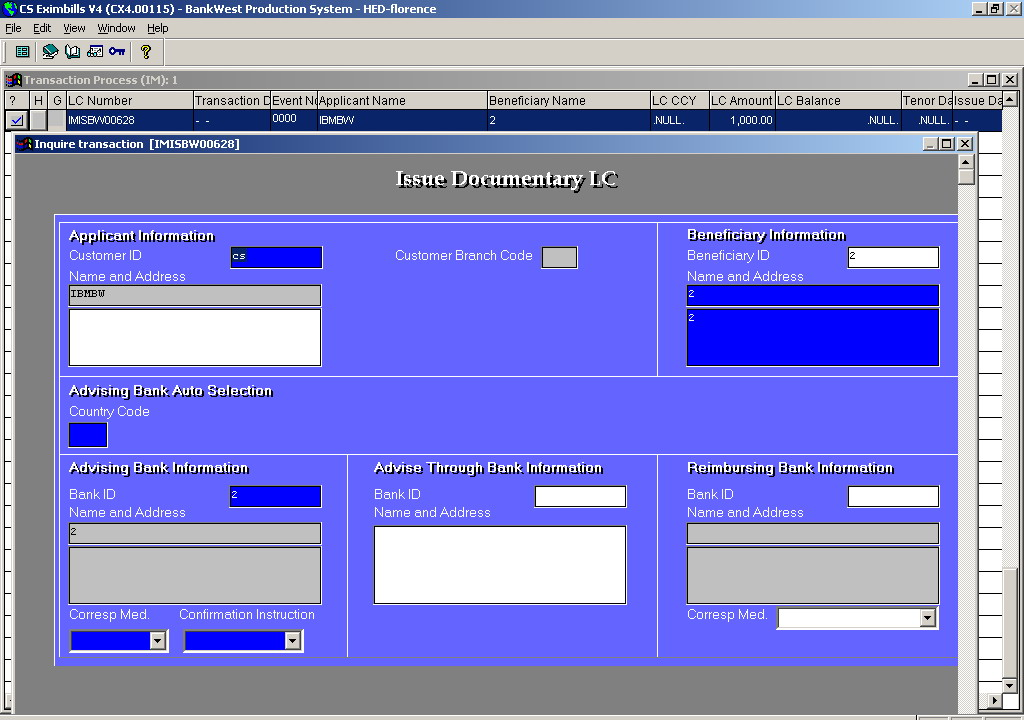 CS Eximbills V4 (CX4.00115) - BankWest Production System - HED-florence
File Edit View Window Help
Transaction Process (IM): 1
? H G LC Number Transaction D Event No Applicant Name Beneficiary Name LC CCY LC Amount LC Balance Tenor Da Issue Da
IMISBW00628 - - 0000 IBMBW 2 .NULL. 1,000.00 .NULL. .NULL. - -
Inquire transaction [IMISBW00628]
Issue Documentary LC
Applicant Information Beneficiary Information
Customer ID cs Customer Branch Code Beneficiary ID 2
Name and Address Name and Address
IBMBW 2
2
Advising Bank Auto Selection
Country Code
Advising Bank Information Advise Through Bank Information Reimbursing Bank Information
Bank ID 2 Bank ID Bank ID
Name and Address Name and Address Name and Address
2
Corresp Med. Confirmation Instruction Corresp Med.